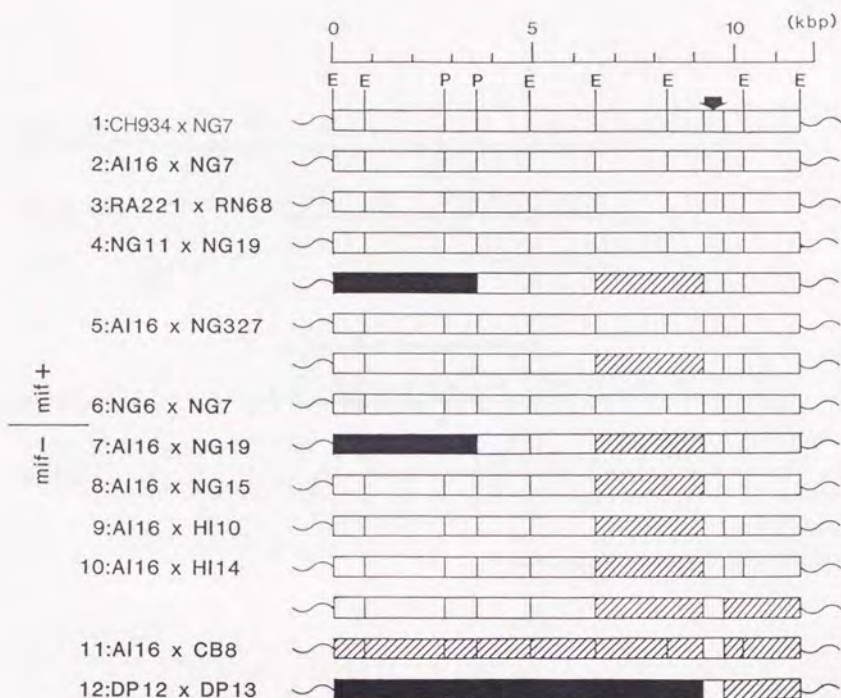 0 5 10 (kbp)
E E P P E E E E E
1:CH934 x NG7
2:AI16 x NG7
3:RA221 x RN68
4:NG11 x NG19
5:AI16 x NG327
mif +
6:NG6 x NG7
mif-
7:AI16 x NG19
8:AI16 x NG15
9:AI16 x HI10
10:AI16 x HI14
11:AI16 x CB8
12:DP12 x DP13